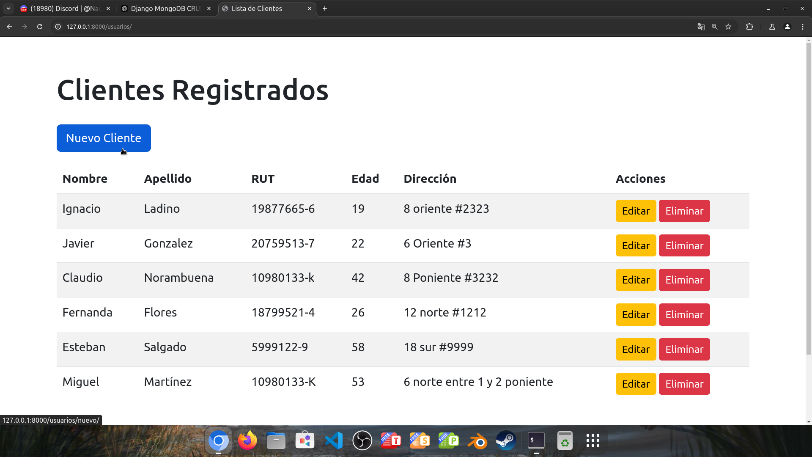 (18980) Discord | @Na
Django MongoDB CRU
Lista de Clientes
127.0.0.1:8000/usuarios/
Clientes Registrados
Nuevo Cliente
Nombre Apellido RUT Edad Dirección Acciones
Ignacio Ladino 19877665-6 19 8 oriente #2323 Editar Eliminar
Javier Gonzalez 20759513-7 22 6 Oriente #3 Editar Eliminar
Claudio Norambuena 10980133-k 42 8 Poniente #3232 Editar Eliminar
Fernanda Flores 18799521-4 26 12 norte #1212 Editar Eliminar
Esteban Salgado 5999122-9 58 18 sur #9999 Editar Eliminar
Miguel Martínez 10980133-K 53 6 norte entre 1 y 2 poniente Editar Eliminar
127.0.0.1:8000/usuarios/nuevo/